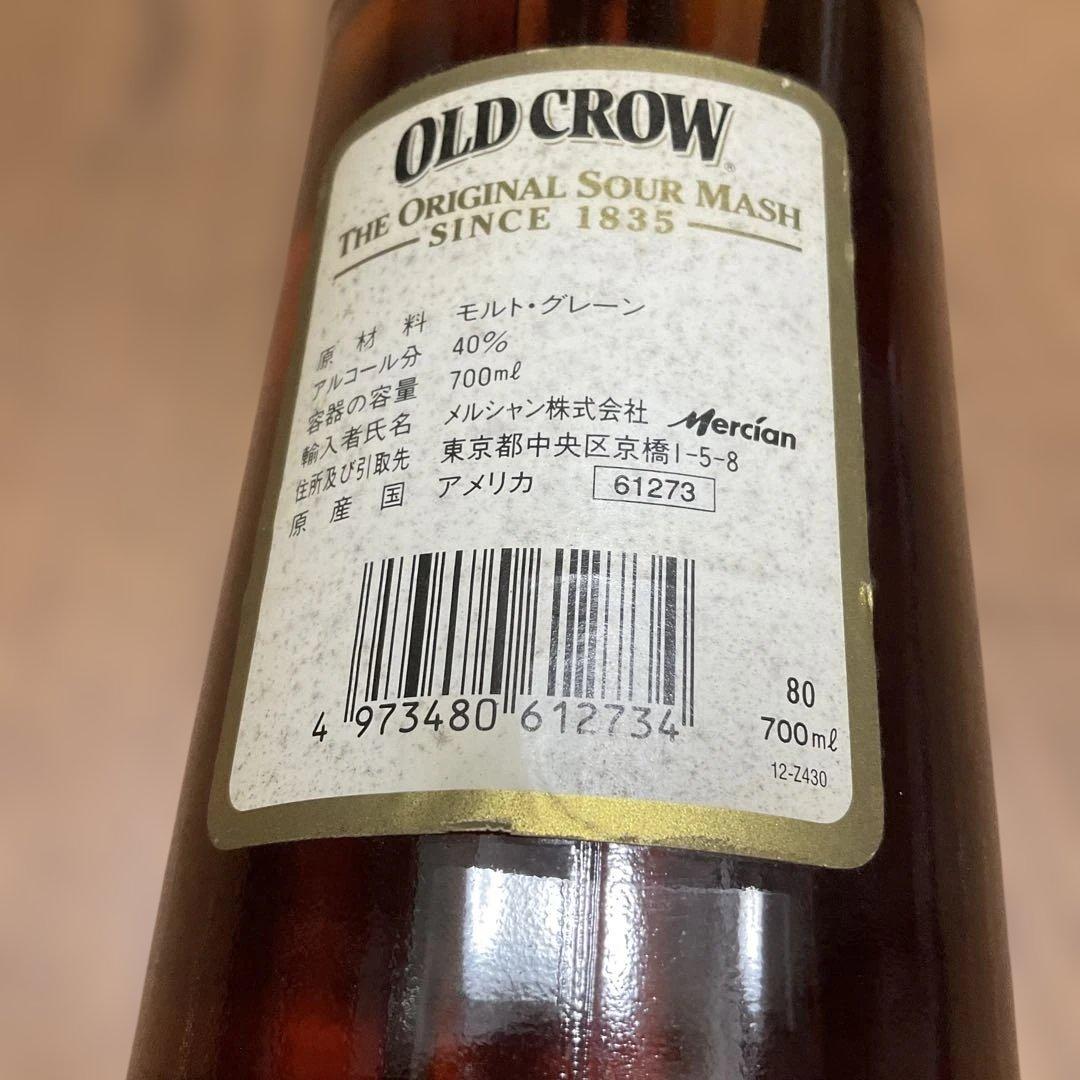 OLD CROW®
THE ORIGINAL SOUR MASH
SINCE 1835
原材料 モルト・グレーン
アルコール分 40%
容器の容量 700mℓ
輸入者氏名 メルシャン株式会社 Mercian
住所及び引取先 東京都中央区京橋1-5-8
原産国 アメリカ 61273
4 973480 612734
80
700mℓ
12-Z430